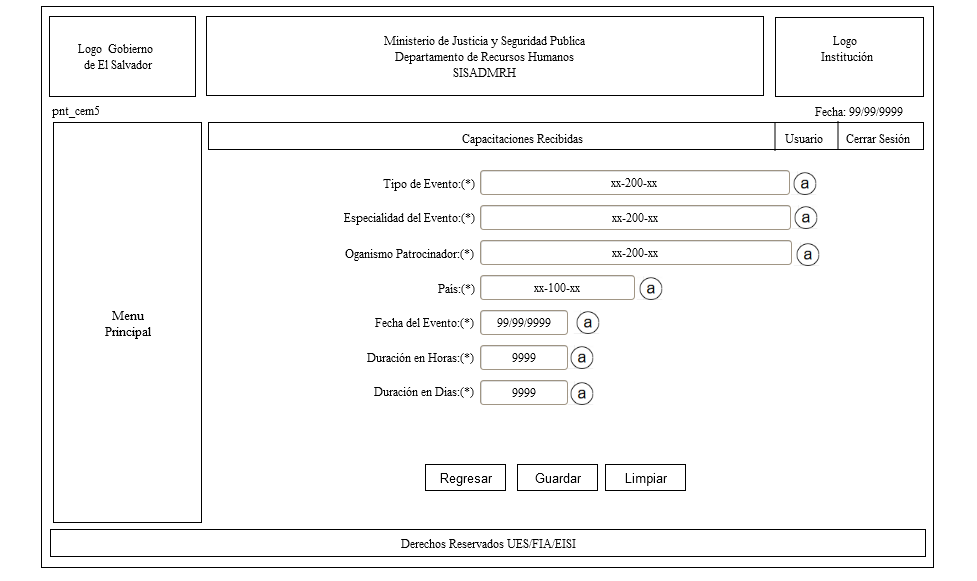 Logo Gobierno
de El Salvador
Ministerio de Justicia y Seguridad Publica
Departamento de Recursos Humanos
SISADMRH
Logo
Institución
pnt_cem5
Fecha: 99/99/9999
Capacitaciones Recibidas
Usuario
Cerrar Sesión
Menu
Principal
Tipo de Evento:(*) xx-200-xx a
Especialidad del Evento:(*) xx-200-xx a
Oganismo Patrocinador:(*) xx-200-xx a
Pais:(*) xx-100-xx a
Fecha del Evento:(*) 99/99/9999 a
Duración en Horas:(*) 9999 a
Duración en Dias:(*) 9999 a
Regresar
Guardar
Limpiar
Derechos Reservados UES/FIA/EISI